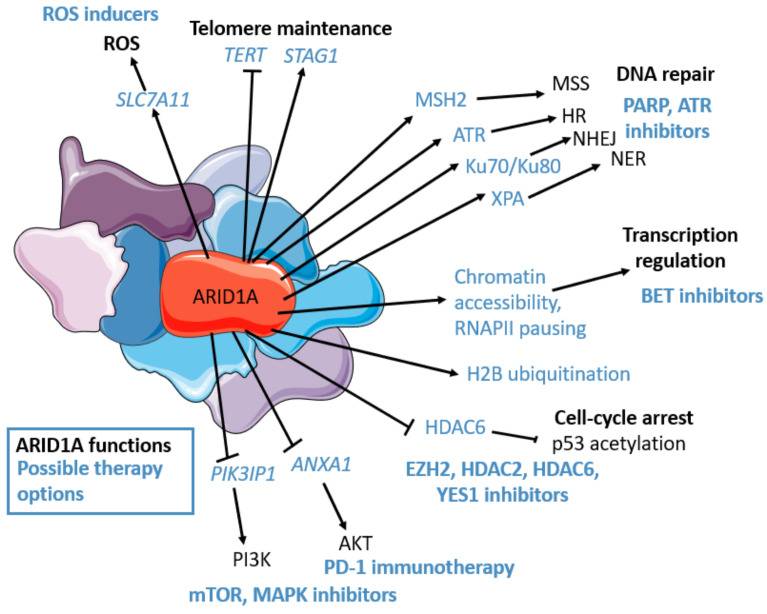 ROS inducers
ROS
SLC7A11
Telomere maintenance
TERT
STAG1
MSH2
MSS
ATR
HR
Ku70/Ku80
NHEJ
XPA
NER
DNA repair
PARP, ATR
inhibitors
ARID1A
Chromatin
accessibility,
RNAPII pausing
Transcription
regulation
BET inhibitors
H2B ubiquitination
HDAC6
Cell-cycle arrest
p53 acetylation
EZH2, HDAC2, HDAC6,
YES1 inhibitors
ARID1A functions
Possible therapy
options
PIK3IP1
ANXA1
PI3K
AKT
PD-1 immunotherapy
mTOR, MAPK inhibitors